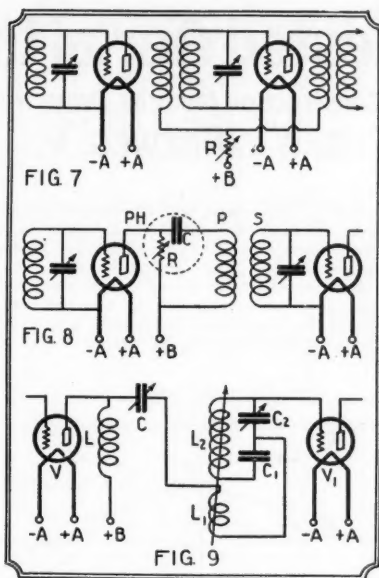 -A +A R -A +A
+B
FIG 7
PH. C P S
R
FIG. 8
-A +A +B -A +A
C C2
V L L2 C1 V1
L1
-A +A +B -A +A
FIG 9